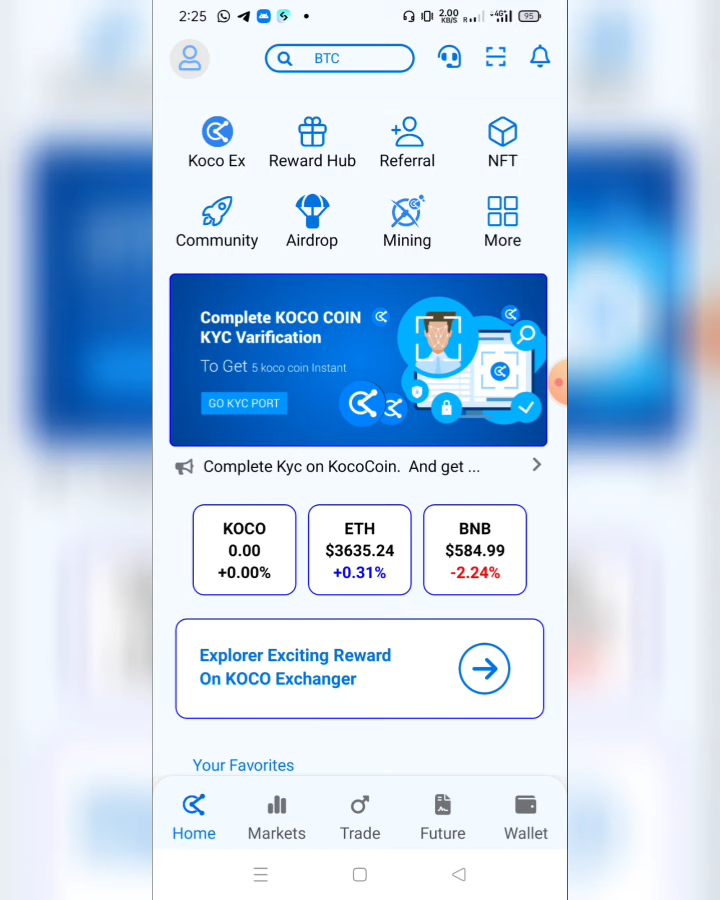 2:25
2.00
KB/S
R
4G+
95
BTC
Koco Ex
Reward Hub
Referral
NFT
Community
Airdrop
Mining
More
Complete KOCO COIN
KYC Varification
To Get 5 koco coin Instant
GO KYC PORT
Complete Kyc on KocoCoin. And get ...
KOCO
0.00
+0.00%
ETH
$3635.24
+0.31%
BNB
$584.99
-2.24%
Explorer Exciting Reward
On KOCO Exchanger
Your Favorites
Home
Markets
Trade
Future
Wallet